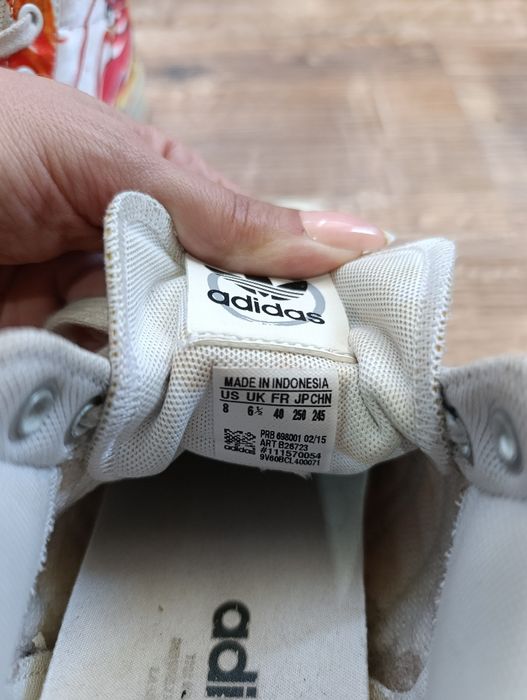 adidas
MADE IN INDONESIA
US UK FR JP CHN
8 6½ 40 250 245
PRB 698001 02/15
ART B26723
adidas #111570054
9V60BCL400071
adi